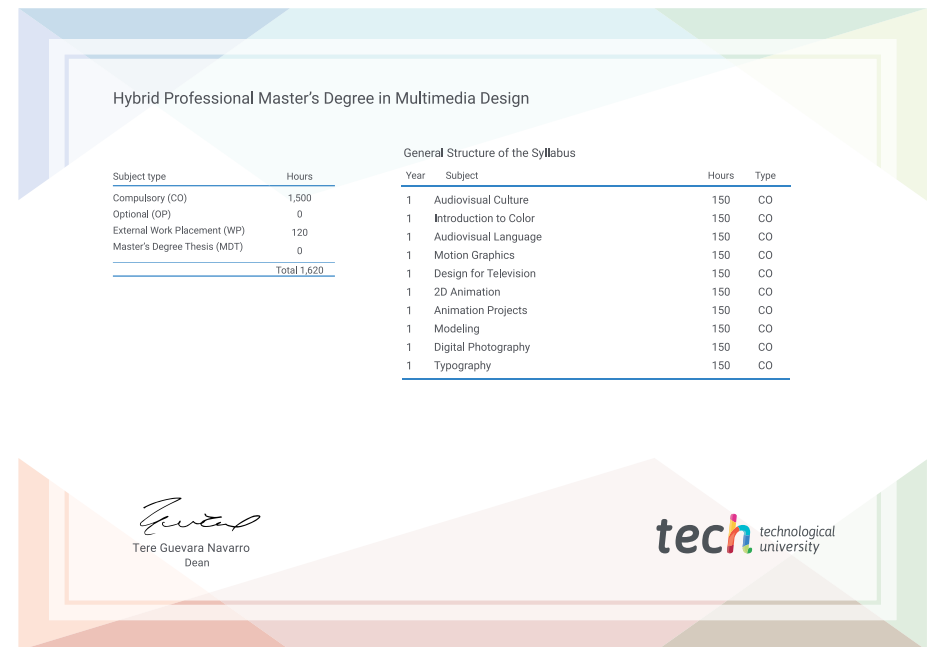 Hybrid Professional Master's Degree in Multimedia Design
Subject type Hours
Compulsory (CO) 1,500
Optional (OP) 0
External Work Placement (WP) 120
Master's Degree Thesis (MDT) 0
Total 1,620
General Structure of the Syllabus
Year Subject Hours Type
1 Audiovisual Culture 150 CO
1 Introduction to Color 150 CO
1 Audiovisual Language 150 CO
1 Motion Graphics 150 CO
1 Design for Television 150 CO
1 2D Animation 150 CO
1 Animation Projects 150 CO
1 Modeling 150 CO
1 Digital Photography 150 CO
1 Typography 150 CO
Tere Guevara Navarro
Dean
tech technological
university